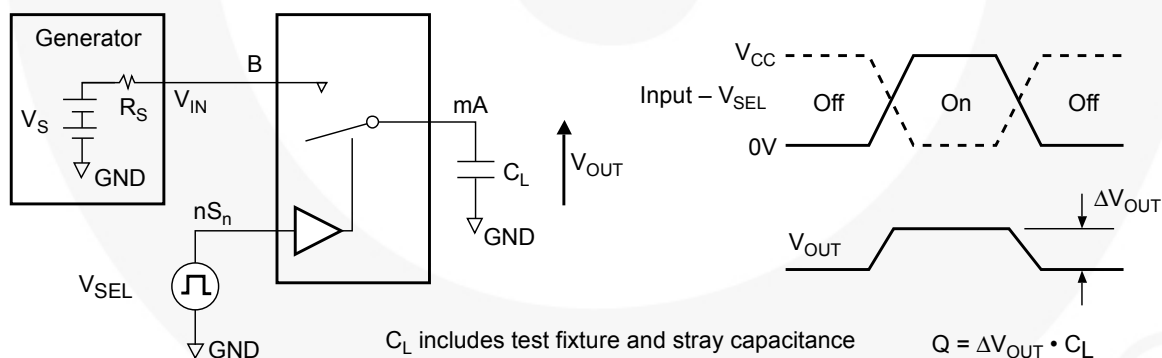 Generator
V_S
R_S
GND
V_IN
B
mA
C_L
GND
V_OUT
nS_n
V_SEL
GND
Input – V_SEL
V_CC
0V
Off
On
Off
V_OUT
ΔV_OUT
C_L includes test fixture and stray capacitance
Q = ΔV_OUT • C_L